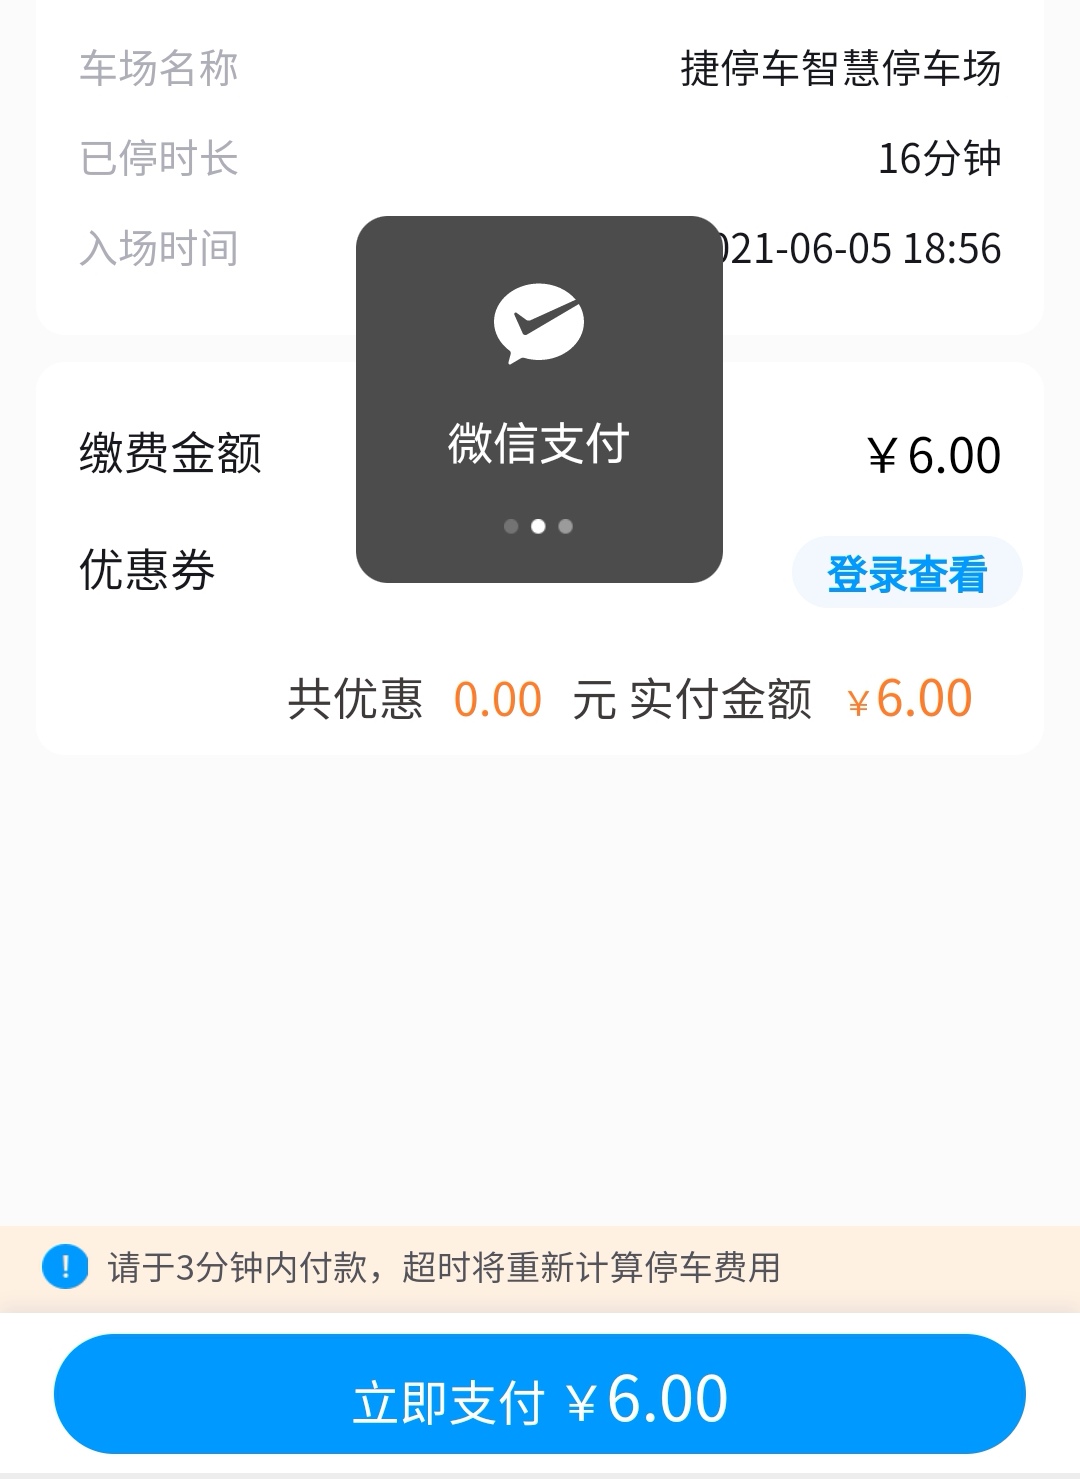 车场名称 捷停车智慧停车场
已停时长 16分钟
入场时间 021-06-05 18:56
微信支付
缴费金额 ¥6.00
优惠券 登录查看
共优惠 0.00 元 实付金额 ¥6.00
! 请于3分钟内付款，超时将重新计算停车费用
立即支付 ¥6.00